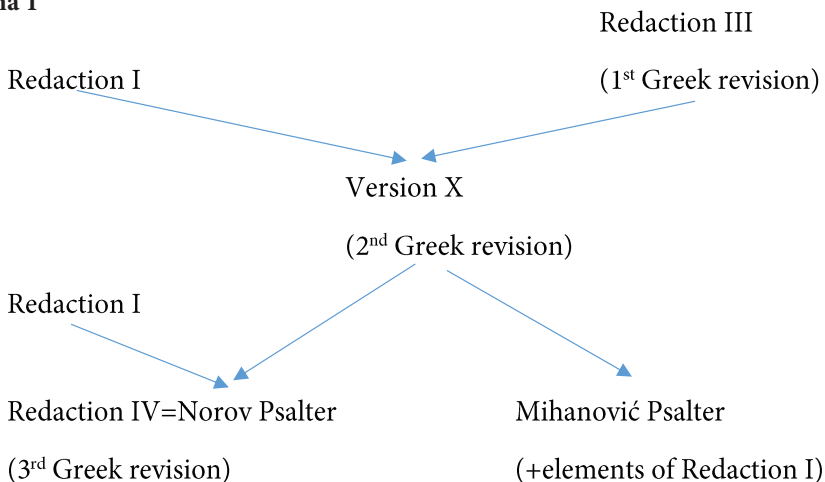 Redaction III
Redaction I
(1st Greek revision)
Version X
(2nd Greek revision)
Redaction I
Redaction IV=Norov Psalter
Mihanović Psalter
(3rd Greek revision)
(+elements of Redaction I)